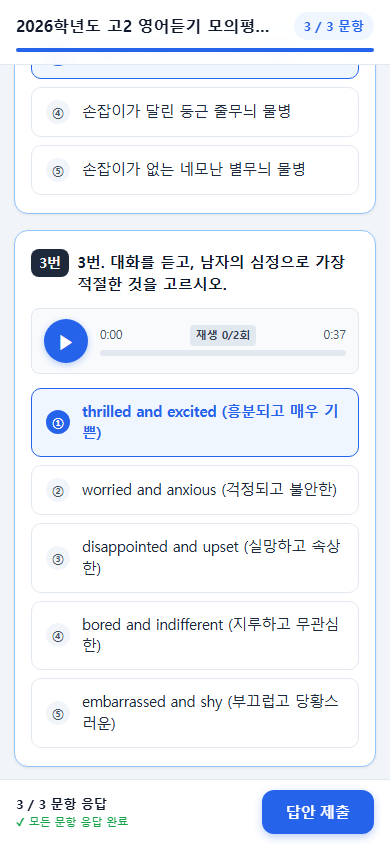 2026학년도 고2 영어듣기 모의평...
3 / 3 문항
④ 손잡이가 달린 둥근 줄무늬 물병
⑤ 손잡이가 없는 네모난 별무늬 물병
3번 3번. 대화를 듣고, 남자의 심정으로 가장
적절한 것을 고르시오.
0:00 재생 0/2회 0:37
① thrilled and excited (흥분되고 매우 기
쁜)
② worried and anxious (걱정되고 불안한)
③ disappointed and upset (실망하고 속상
한)
④ bored and indifferent (지루하고 무관심
한)
⑤ embarrassed and shy (부끄럽고 당황스
러운)
3 / 3 문항 응답
✓ 모든 문항 응답 완료
답안 제출